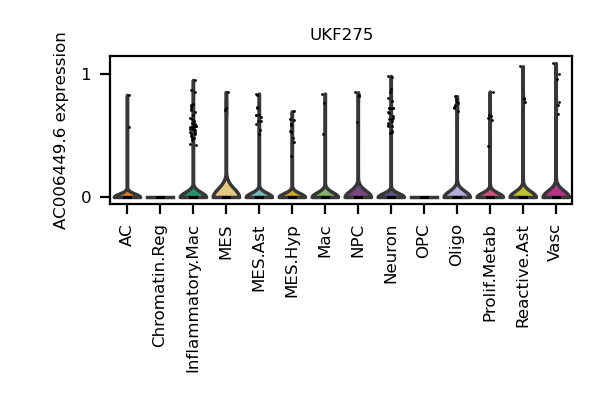 UKF275
AC006449.6 expression
1
0
AC
Chromatin.Reg
Inflammatory.Mac
MES
MES.Ast
MES.Hyp
Mac
NPC
Neuron
OPC
Oligo
Prolif.Metab
Reactive.Ast
Vasc